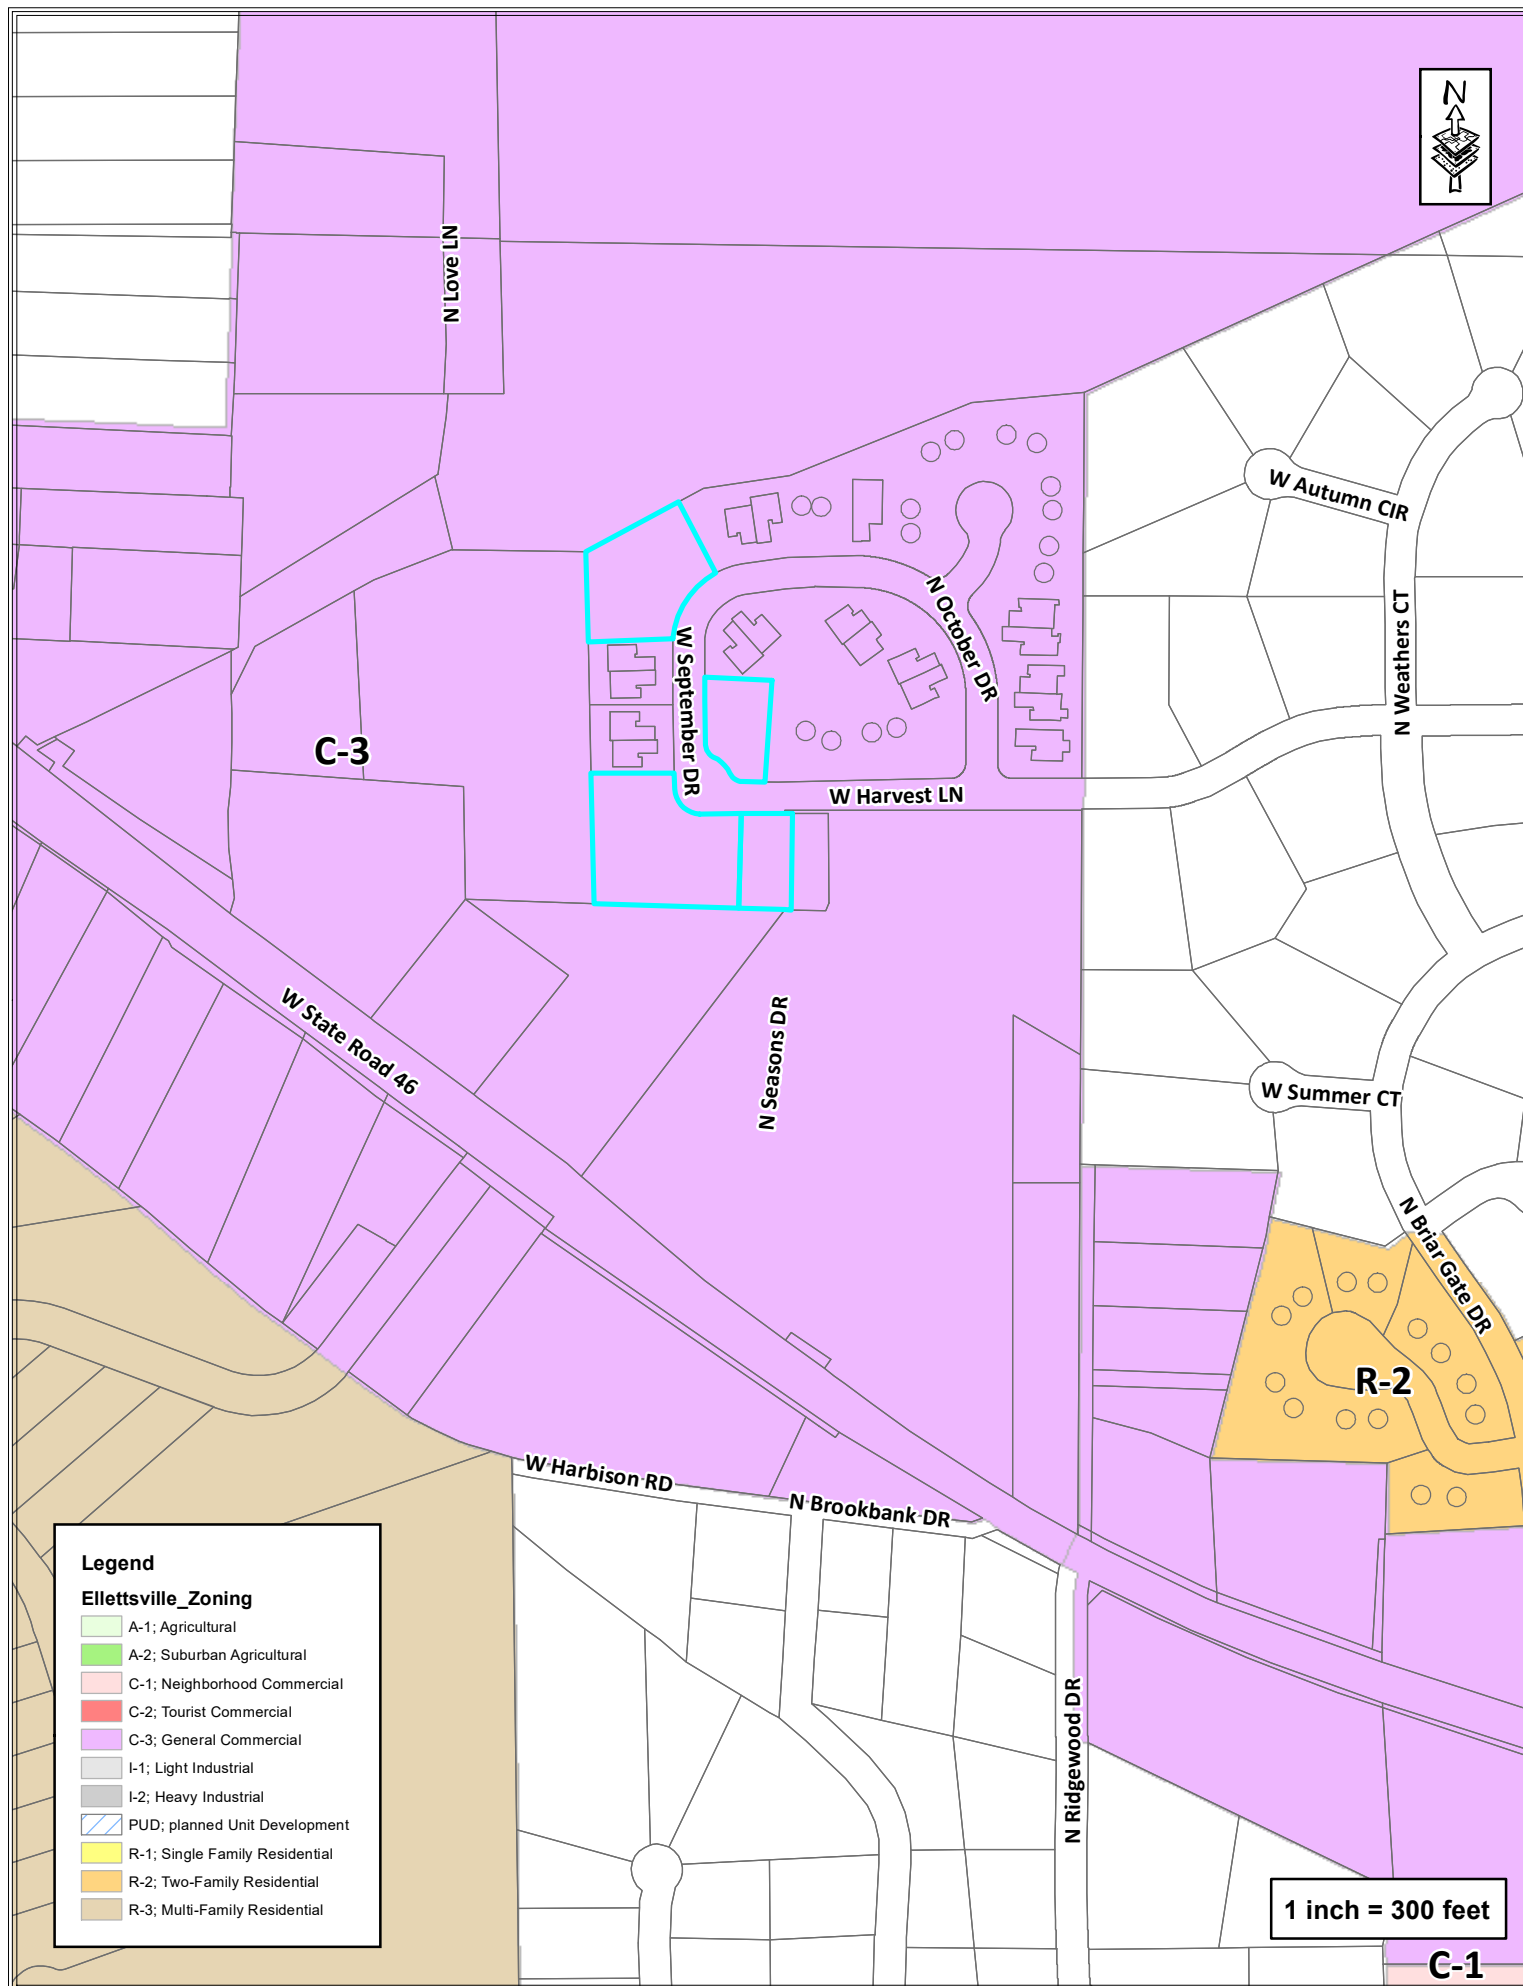 N
N Love LN
W Autumn CIR
N October DR
N Weathers CT
W September DR
C-3
W Harvest LN
W State Road 46
N Seasons DR
W Summer CT
N Briar Gate DR
R-2
W Harbison RD
N Brookbank DR
N Ridgewood DR
Legend
Ellettsville_Zoning
A-1; Agricultural
A-2; Suburban Agricultural
C-1; Neighborhood Commercial
C-2; Tourist Commercial
C-3; General Commercial
I-1; Light Industrial
I-2; Heavy Industrial
PUD; planned Unit Development
R-1; Single Family Residential
R-2; Two-Family Residential
R-3; Multi-Family Residential
1 inch = 300 feet
C-1